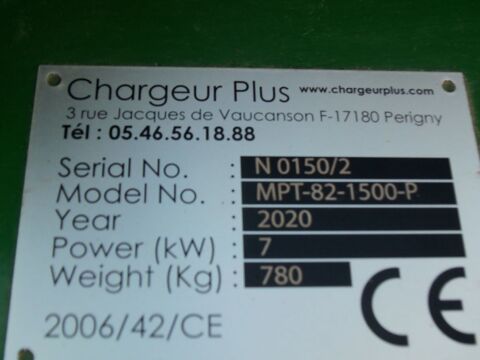 Chargeur Plus www.chargeurplus.com
3 rue Jacques de Vaucanson F-17180 Perigny
Tél : 05.46.56.18.88
Serial No. : N 0150/2
Model No. : MPT-82-1500-P
Year : 2020
Power (kW) : 7
Weight (Kg) : 780
2006/42/CE CE